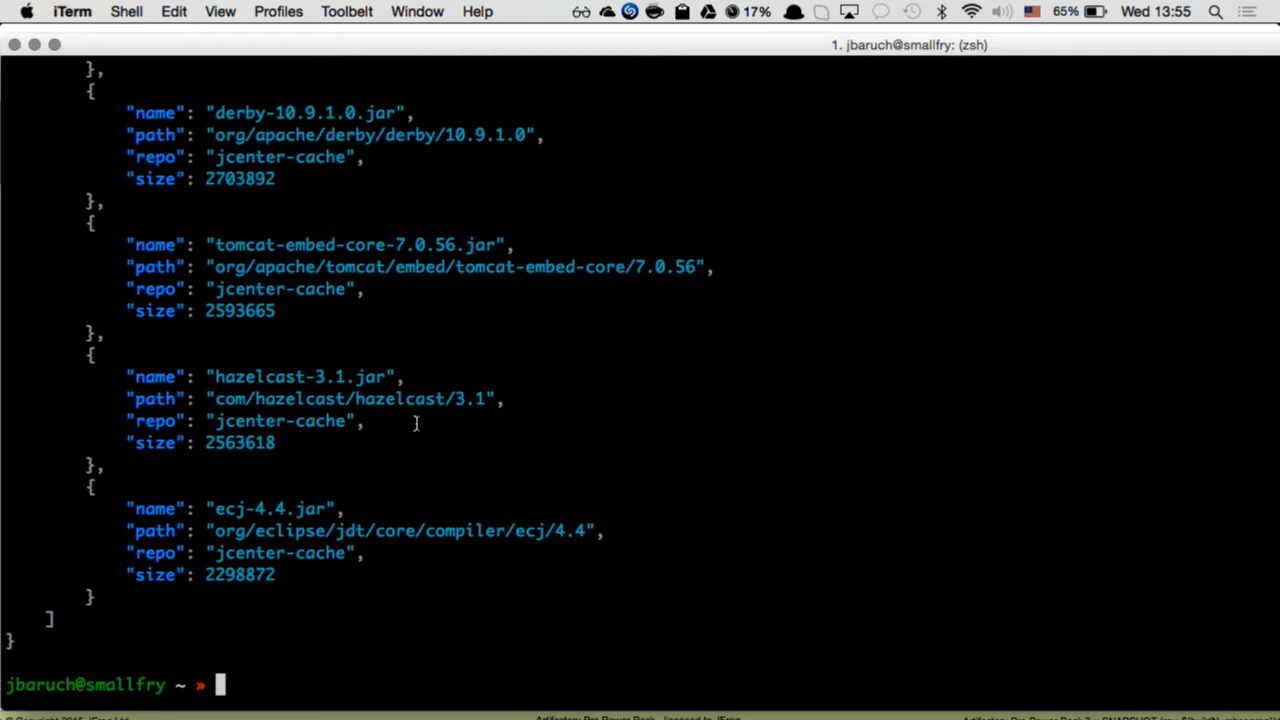 iTerm Shell Edit View Profiles Toolbelt Window Help 17% 65% Wed 13:55
1. jbaruch@smallfry: (zsh)
},
{
"name": "derby-10.9.1.0.jar",
"path": "org/apache/derby/derby/10.9.1.0",
"repo": "jcenter-cache",
"size": 2703892
},
{
"name": "tomcat-embed-core-7.0.56.jar",
"path": "org/apache/tomcat/embed/tomcat-embed-core/7.0.56",
"repo": "jcenter-cache",
"size": 2593665
},
{
"name": "hazelcast-3.1.jar",
"path": "com/hazelcast/hazelcast/3.1",
"repo": "jcenter-cache",
"size": 2563618
},
{
"name": "ecj-4.4.jar",
"path": "org/eclipse/jdt/core/compiler/ecj/4.4",
"repo": "jcenter-cache",
"size": 2298872
}
]
}
jbaruch@smallfry ~ »